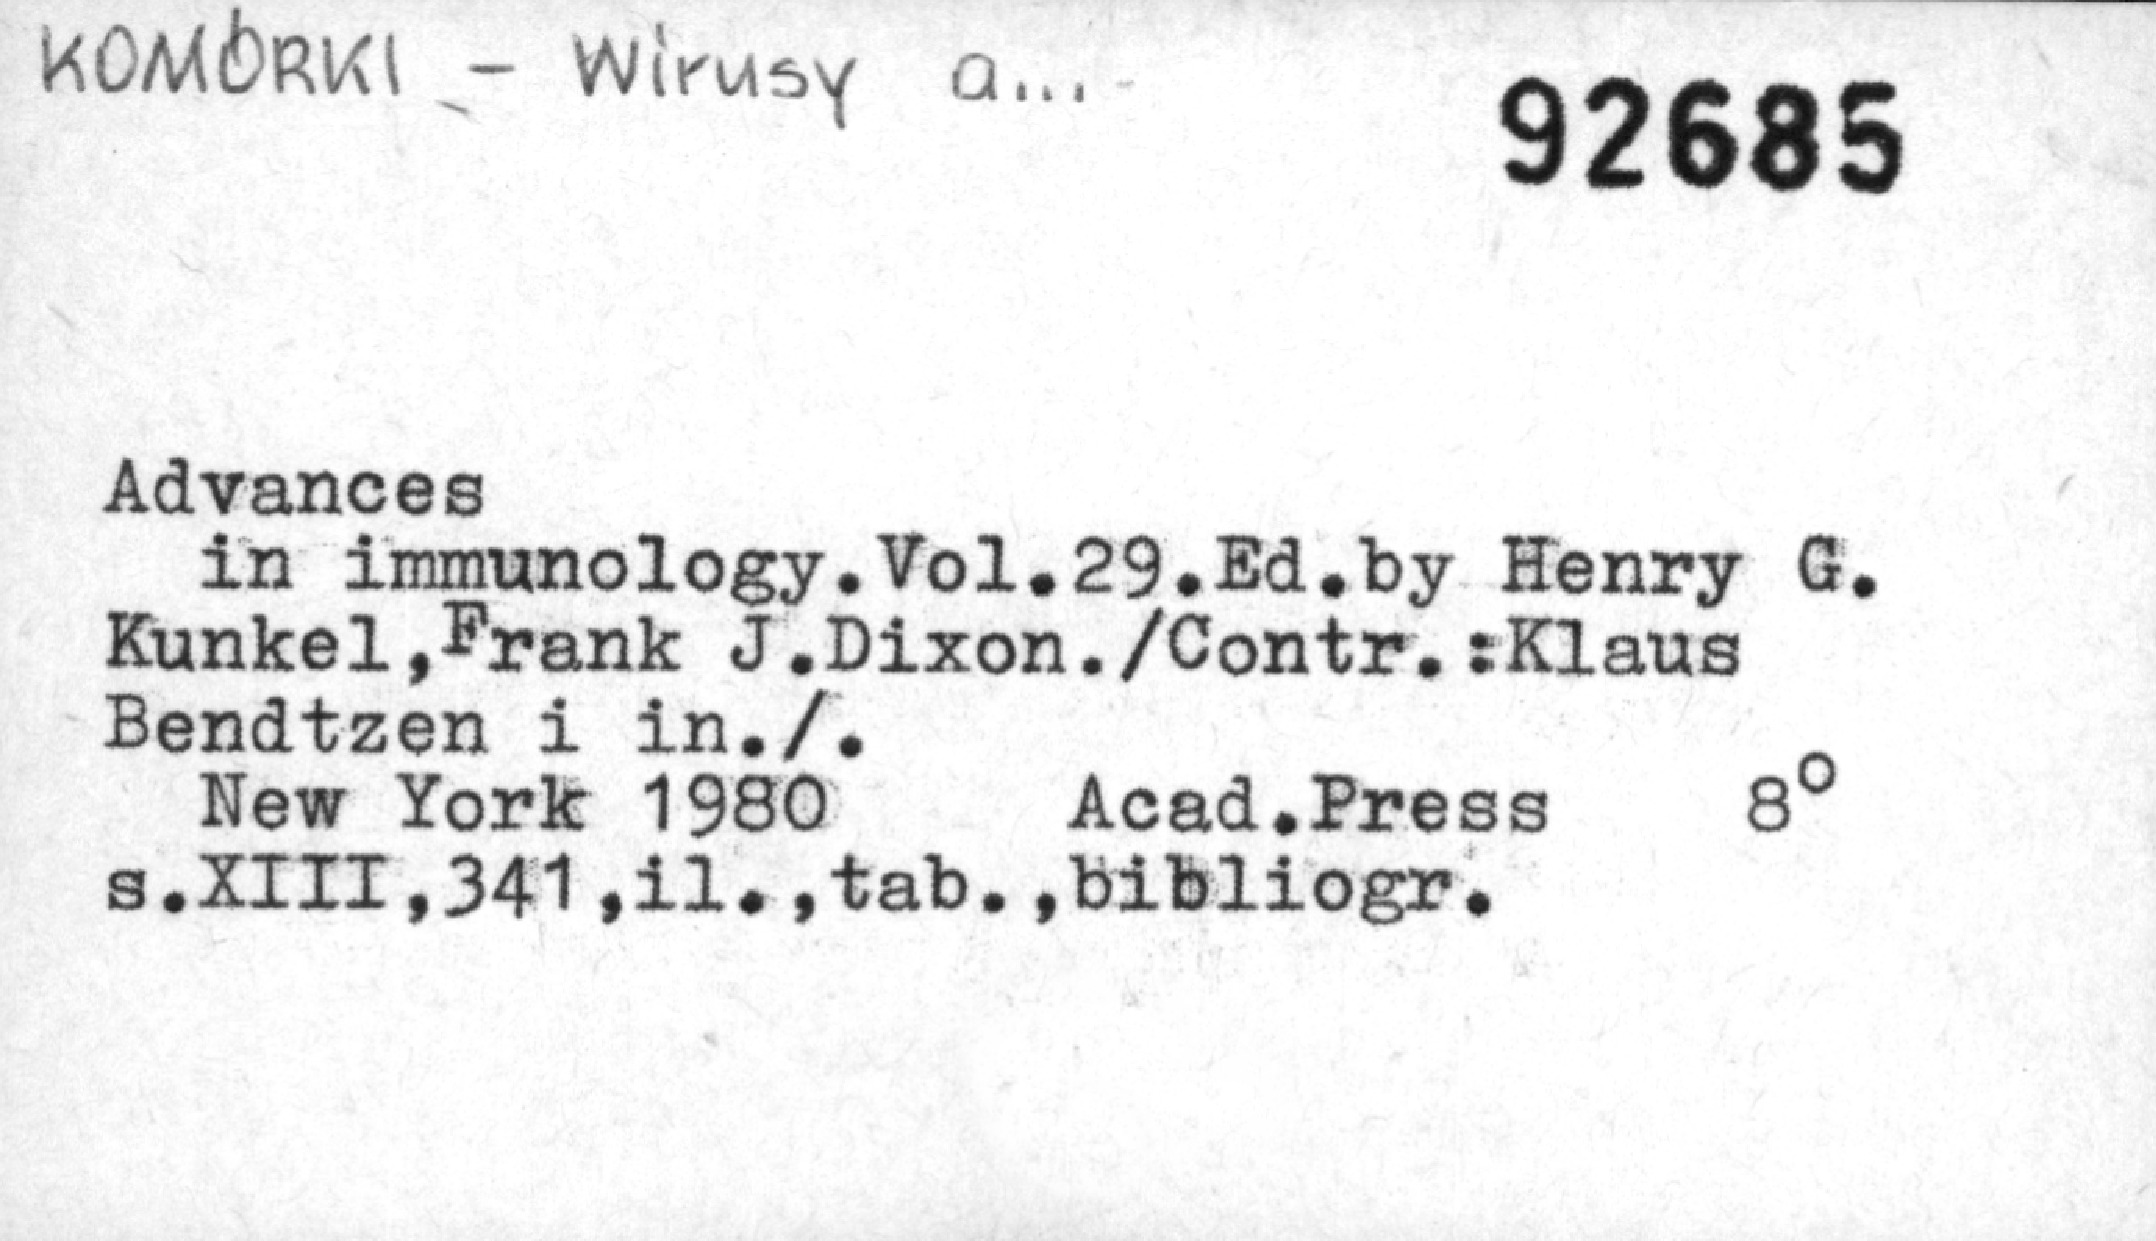 KOMÓRKI - Wirusy a...
92685
Advances
in immunology.Vol.29.Ed.by Henry G.
Kunkel,Frank J.Dixon./Contr.:Klaus
Bendtzen i in./.
New York 1980 Acad.Press 8°
s.XIII,341,il.,tab.,bibliogr.